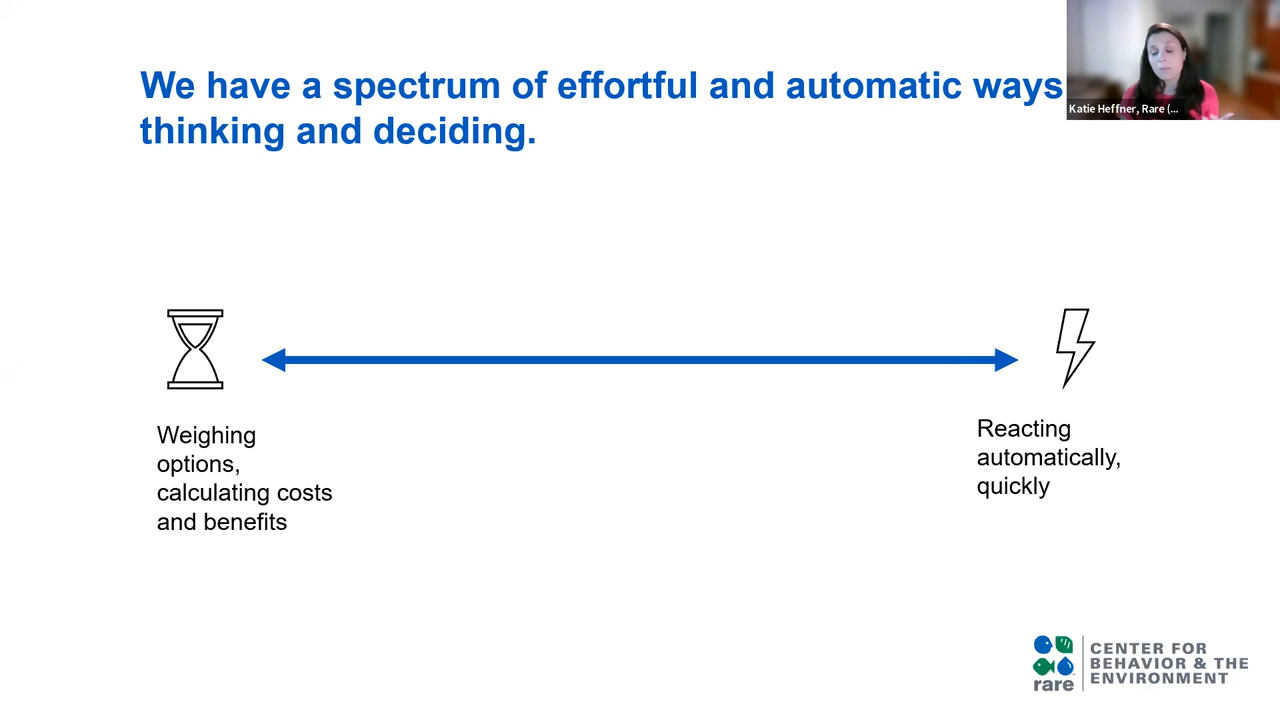 We have a spectrum of effortful and automatic ways
thinking and deciding.
Katie Heffner, Rare (...
Weighing
options,
calculating costs
and benefits
Reacting
automatically,
quickly
rare
CENTER FOR
BEHAVIOR & THE
ENVIRONMENT